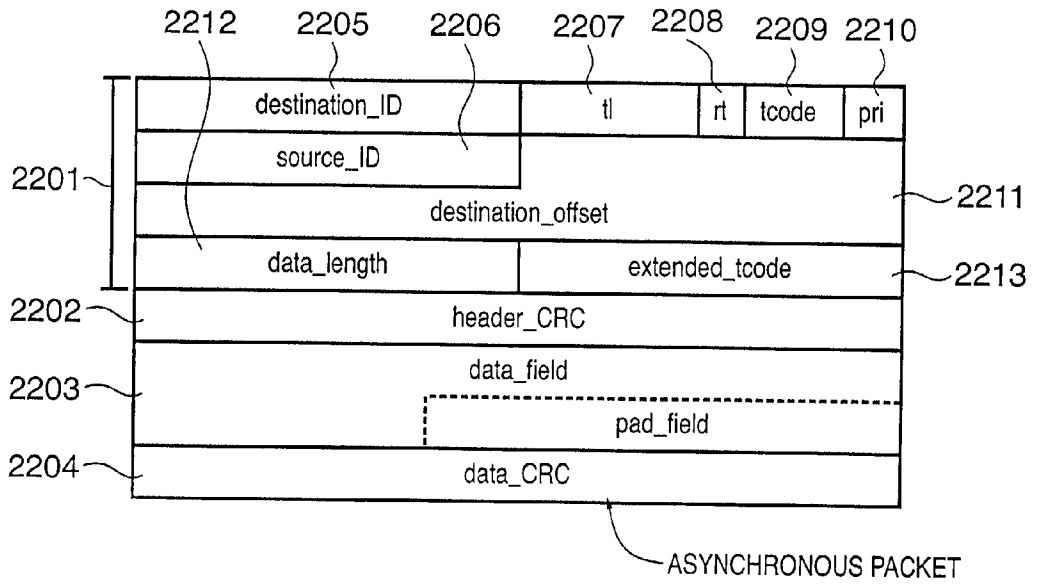 2212 2205 2206 2207 2208 2209 2210
destination_ID tl rt tcode pri
source_ID
2201
2211
destination_offset
data_length extended_tcode
2213
2202
header_CRC
data_field
2203
pad_field
2204
data_CRC
ASYNCHRONOUS PACKET